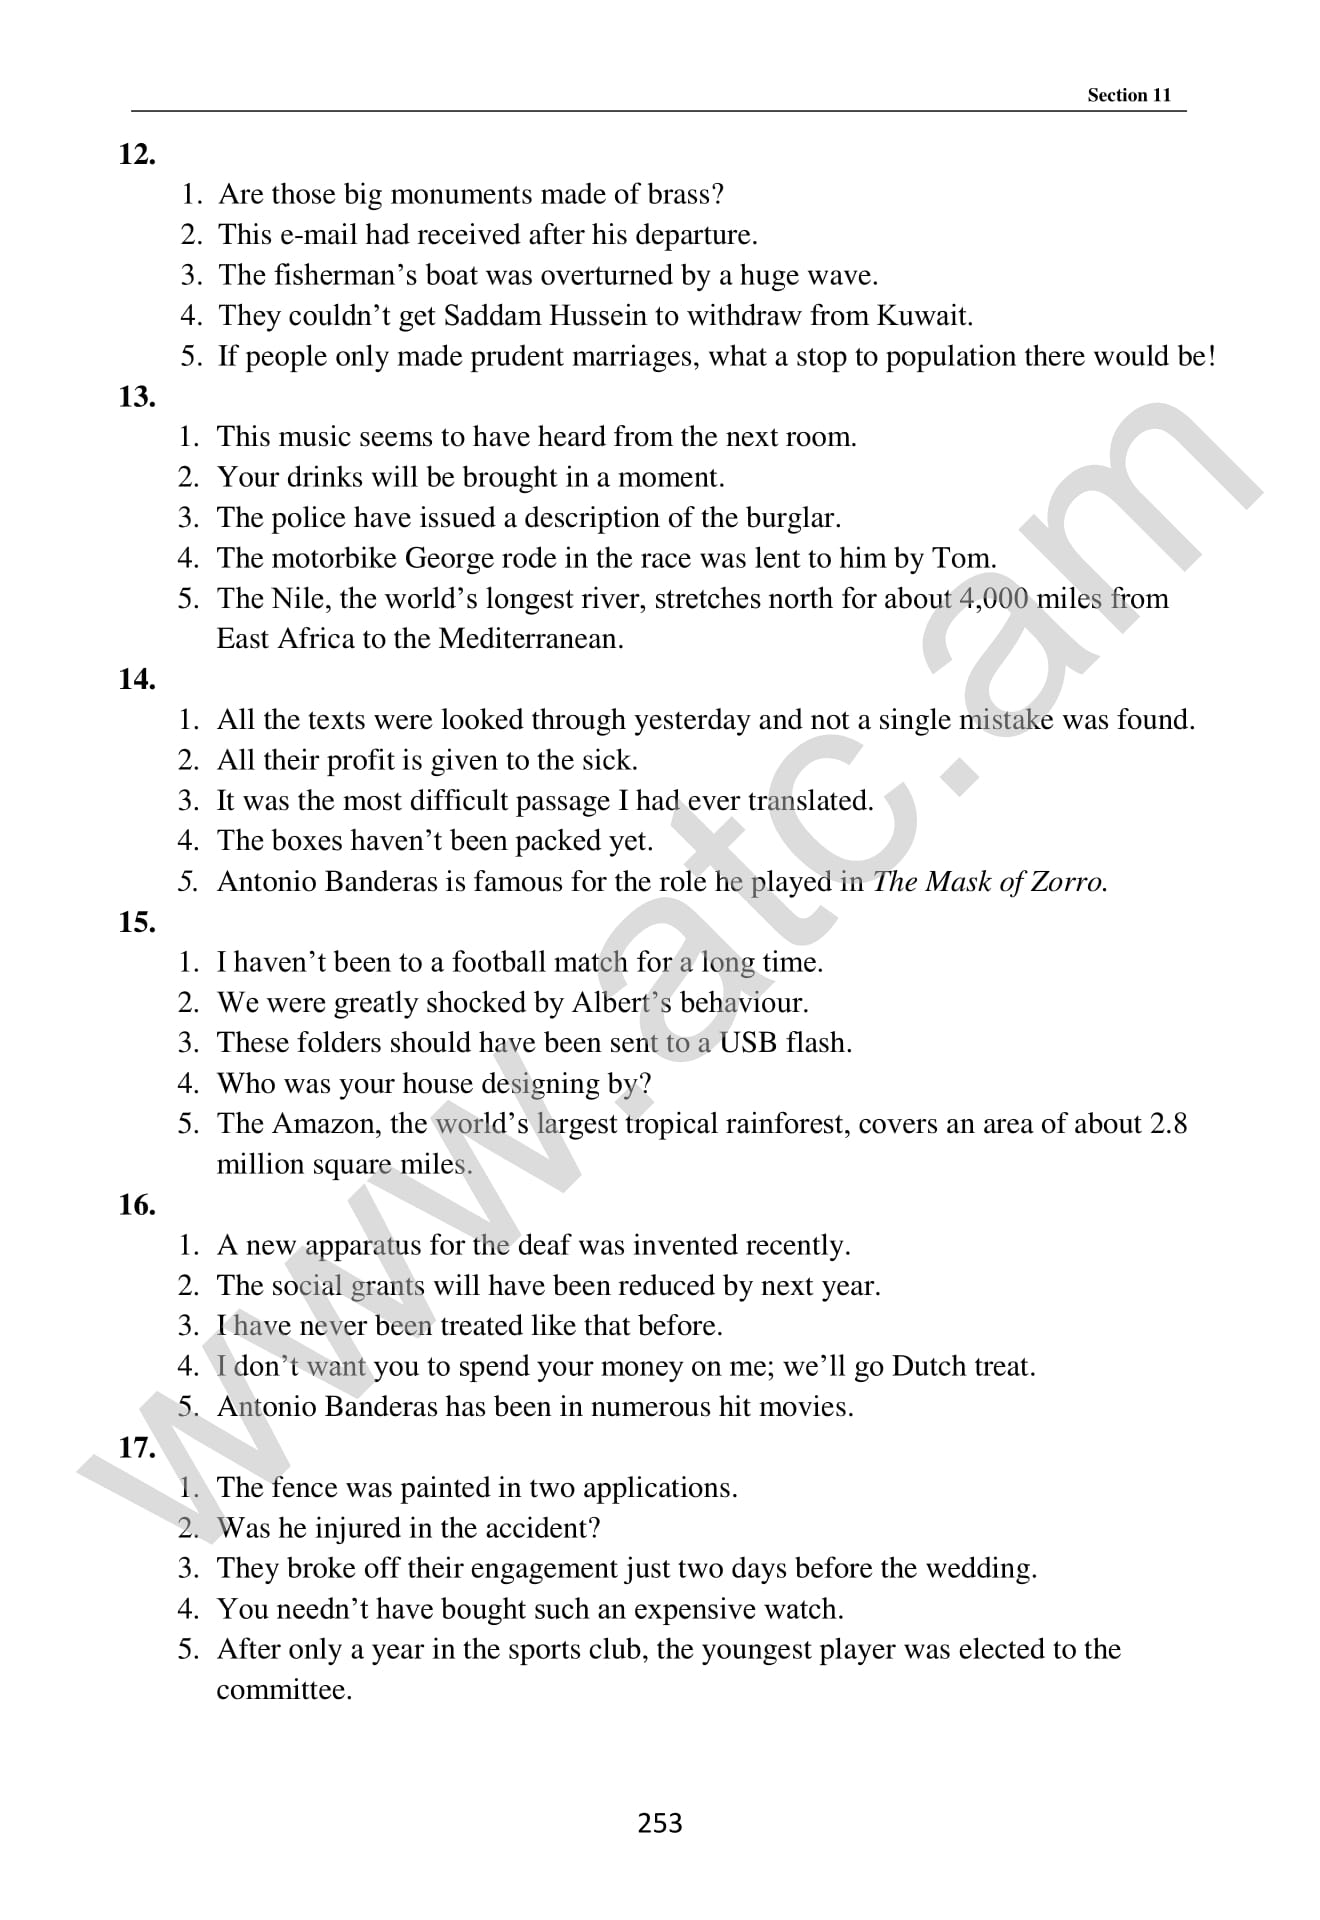 Section 11
12.
1. Are those big monuments made of brass?
2. This e-mail had received after his departure.
3. The fisherman’s boat was overturned by a huge wave.
4. They couldn’t get Saddam Hussein to withdraw from Kuwait.
5. If people only made prudent marriages, what a stop to population there would be!
13.
1. This music seems to have heard from the next room.
2. Your drinks will be brought in a moment.
3. The police have issued a description of the burglar.
4. The motorbike George rode in the race was lent to him by Tom.
5. The Nile, the world’s longest river, stretches north for about 4,000 miles from
East Africa to the Mediterranean.
14.
1. All the texts were looked through yesterday and not a single mistake was found.
2. All their profit is given to the sick.
3. It was the most difficult passage I had ever translated.
4. The boxes haven’t been packed yet.
5. Antonio Banderas is famous for the role he played in The Mask of Zorro.
15.
1. I haven’t been to a football match for a long time.
2. We were greatly shocked by Albert’s behaviour.
3. These folders should have been sent to a USB flash.
4. Who was your house designing by?
5. The Amazon, the world’s largest tropical rainforest, covers an area of about 2.8
million square miles.
16.
1. A new apparatus for the deaf was invented recently.
2. The social grants will have been reduced by next year.
3. I have never been treated like that before.
4. I don’t want you to spend your money on me; we’ll go Dutch treat.
5. Antonio Banderas has been in numerous hit movies.
17.
1. The fence was painted in two applications.
2. Was he injured in the accident?
3. They broke off their engagement just two days before the wedding.
4. You needn’t have bought such an expensive watch.
5. After only a year in the sports club, the youngest player was elected to the
committee.
253
www.atc.am